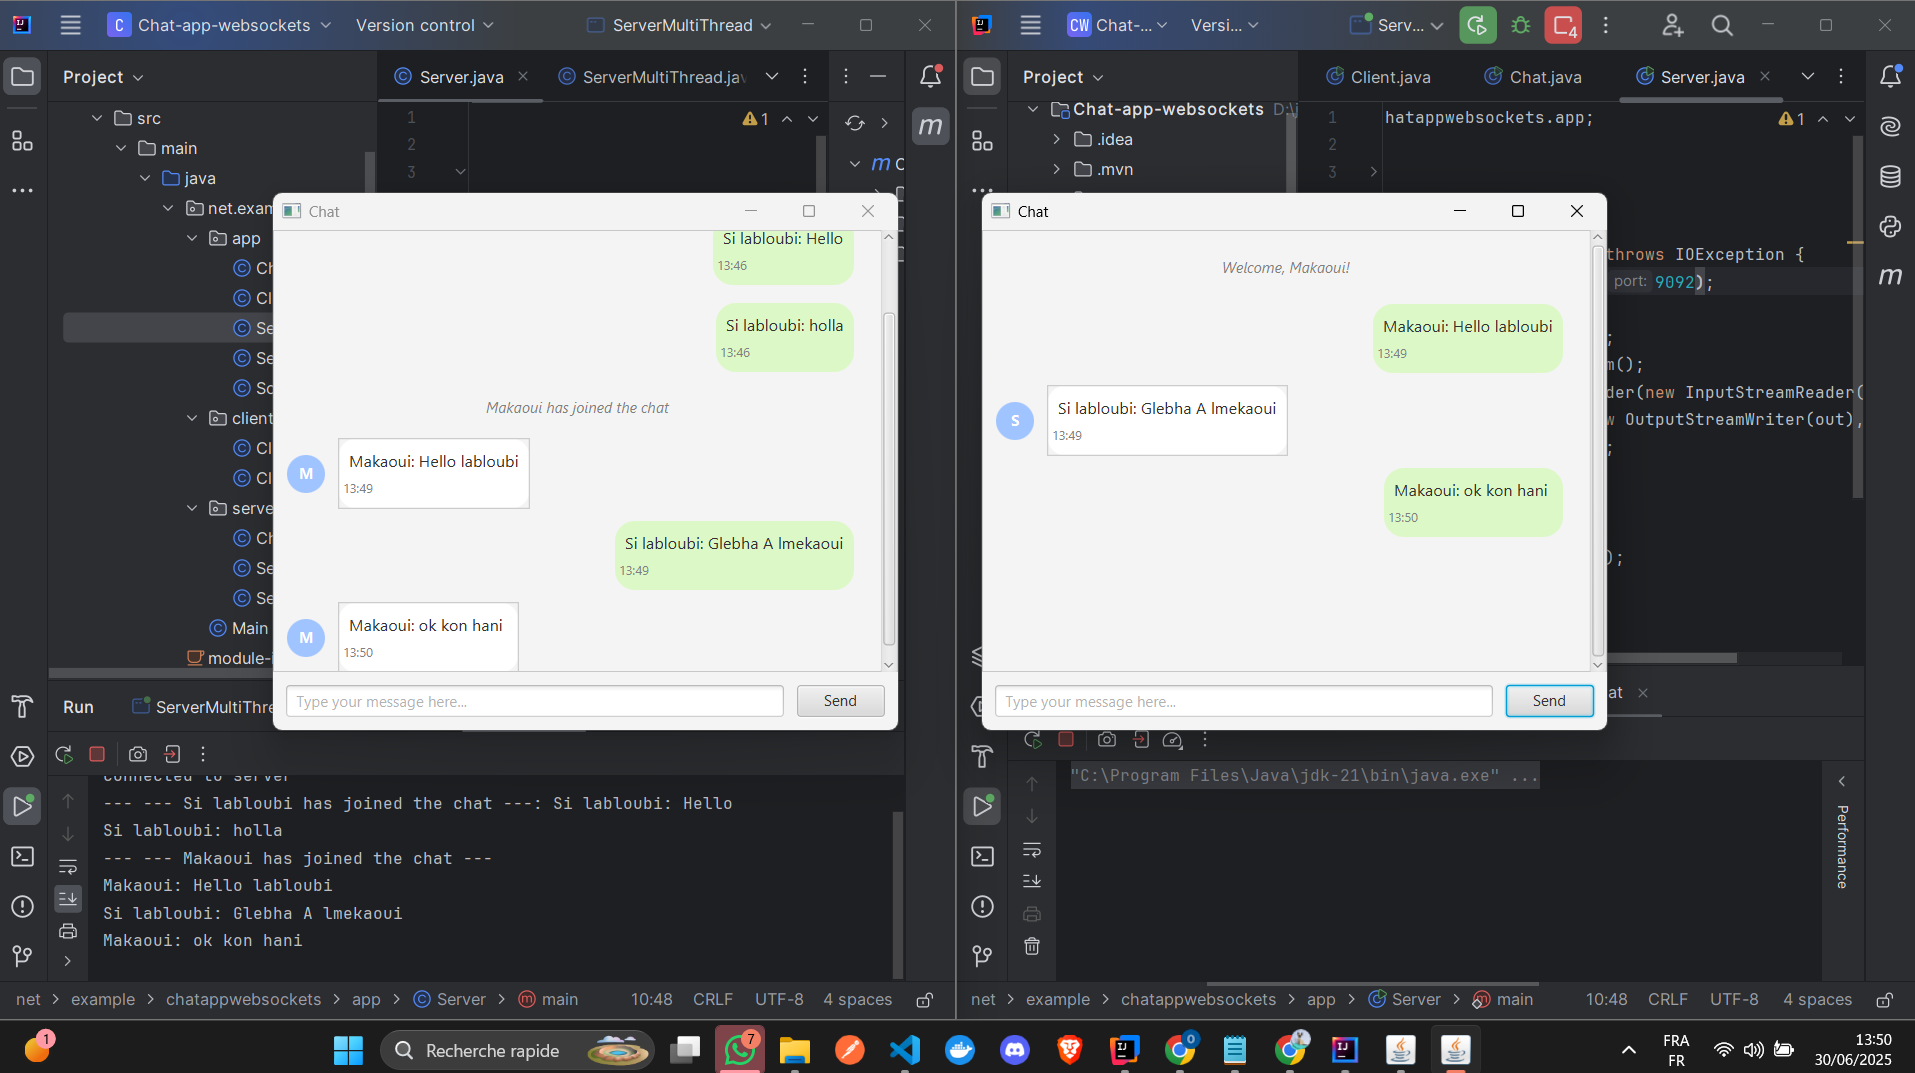 Chat-app-websockets
Version control
ServerMultiThread
Project
Server.java
ServerMultiThread.jav
src
main
java
net.exam
app
Ch
Cl
Se
Se
So
client
Cl
Cl
serve
Ch
Se
Se
Main
module-i
1
2
3
1
m
Chat
Si labloubi: Hello
13:46
Si labloubi: holla
13:46
Makaoui has joined the chat
M
Makaoui: Hello labloubi
13:49
Si labloubi: Glebha A lmekaoui
13:49
M
Makaoui: ok kon hani
13:50
Type your message here...
Send
Run
ServerMultiThre
connected to server
--- --- Si labloubi has joined the chat ---: Si labloubi: Hello
Si labloubi: holla
--- --- Makaoui has joined the chat ---
Makaoui: Hello labloubi
Si labloubi: Glebha A lmekaoui
Makaoui: ok kon hani
net > example > chatappwebsockets > app > Server > main
10:48 CRLF UTF-8 4 spaces
CW Chat-...
Versi...
Serv...
4
Project
Client.java
Chat.java
Server.java
Chat-app-websockets D:\j
.idea
.mvn
1
2
3
hatappwebsockets.app;
1
throws IOException {
port: 9092);
;
m();
der(new InputStreamReader(
w OutputStreamWriter(out),
;
);
Chat
Welcome, Makaoui!
Makaoui: Hello labloubi
13:49
S
Si labloubi: Glebha A lmekaoui
13:49
Makaoui: ok kon hani
13:50
Type your message here...
Send
at
"C:\Program Files\Java\jdk-21\bin\java.exe" ...
Performance
net > example > chatappwebsockets > app > Server > main
10:48 CRLF UTF-8 4 spaces
1
Recherche rapide
7
0
FRA
FR
13:50
30/06/2025